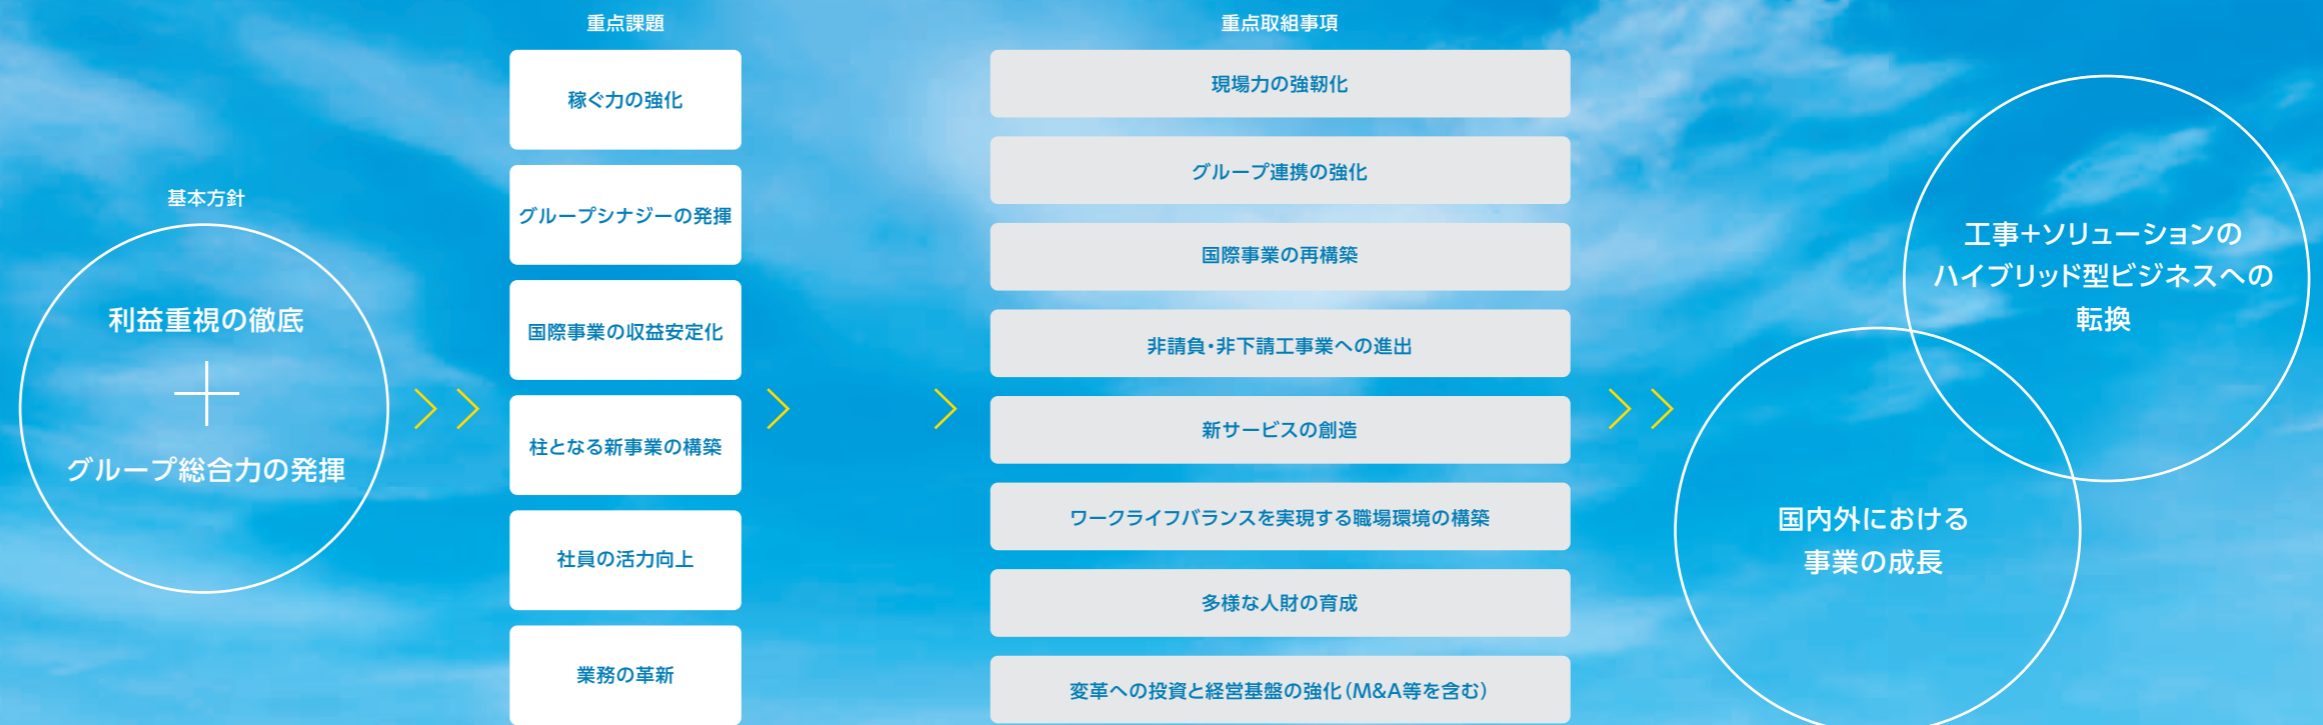 基本方針
利益重視の徹底
＋
グループ総合力の発揮
重点課題
稼ぐ力の強化
グループシナジーの発揮
国際事業の収益安定化
柱となる新事業の構築
社員の活力向上
業務の革新
重点取組事項
現場力の強靭化
グループ連携の強化
国際事業の再構築
非請負・非下請工事業への進出
新サービスの創造
ワークライフバランスを実現する職場環境の構築
多様な人財の育成
変革への投資と経営基盤の強化（M&A等を含む）
工事＋ソリューションの
ハイブリッド型ビジネスへの
転換
国内外における
事業の成長